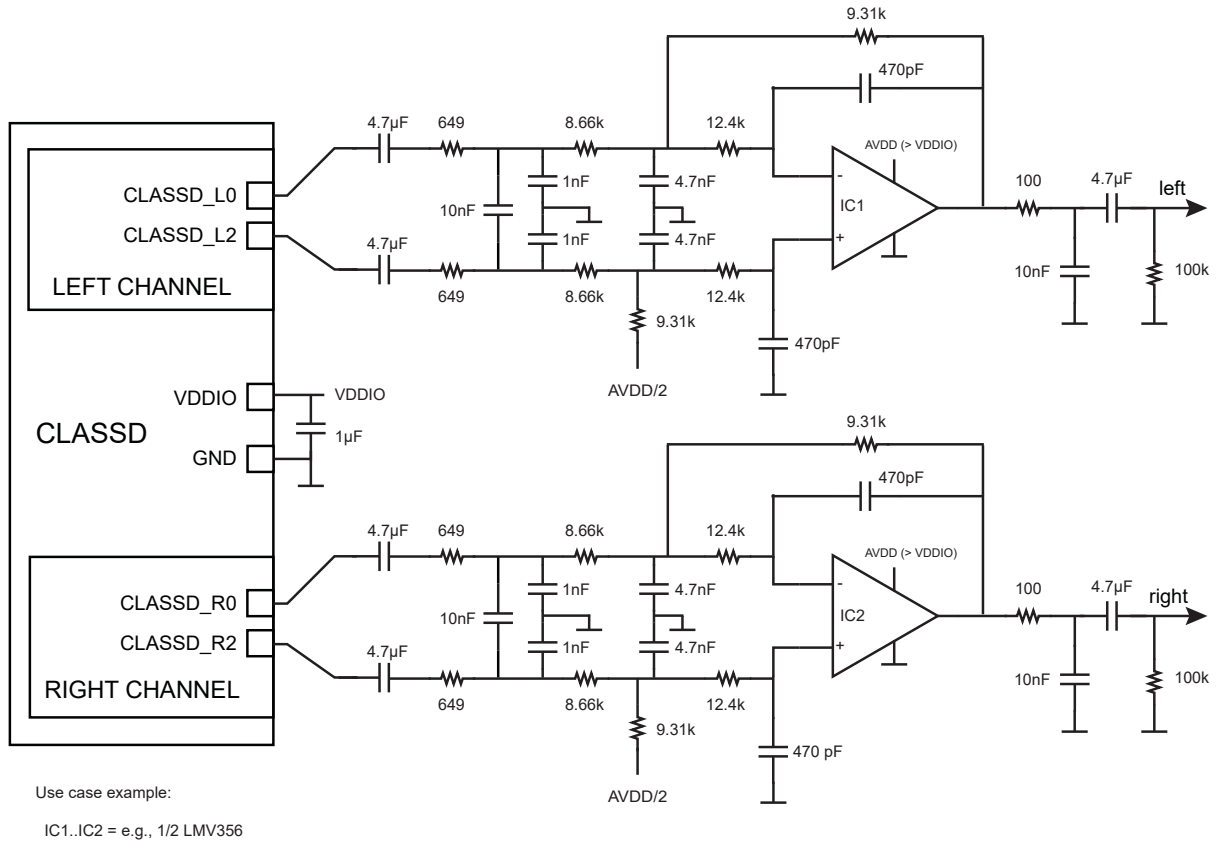 9.31k
470pF
4.7µF
649
8.66k
12.4k
AVDD (> VDDIO)
CLASSD_L0
1nF
4.7nF
-
IC1
100
4.7µF
left
10nF
CLASSD_L2
4.7µF
1nF
4.7nF
+
LEFT CHANNEL
649
8.66k
12.4k
10nF
100k
9.31k
470pF
AVDD/2
VDDIO
VDDIO
CLASSD
1µF
GND
9.31k
470pF
4.7µF
649
8.66k
12.4k
AVDD (> VDDIO)
CLASSD_R0
1nF
4.7nF
-
IC2
100
4.7µF
right
10nF
CLASSD_R2
4.7µF
1nF
4.7nF
+
RIGHT CHANNEL
649
8.66k
12.4k
10nF
100k
9.31k
470 pF
AVDD/2
Use case example:
IC1..IC2 = e.g., 1/2 LMV356